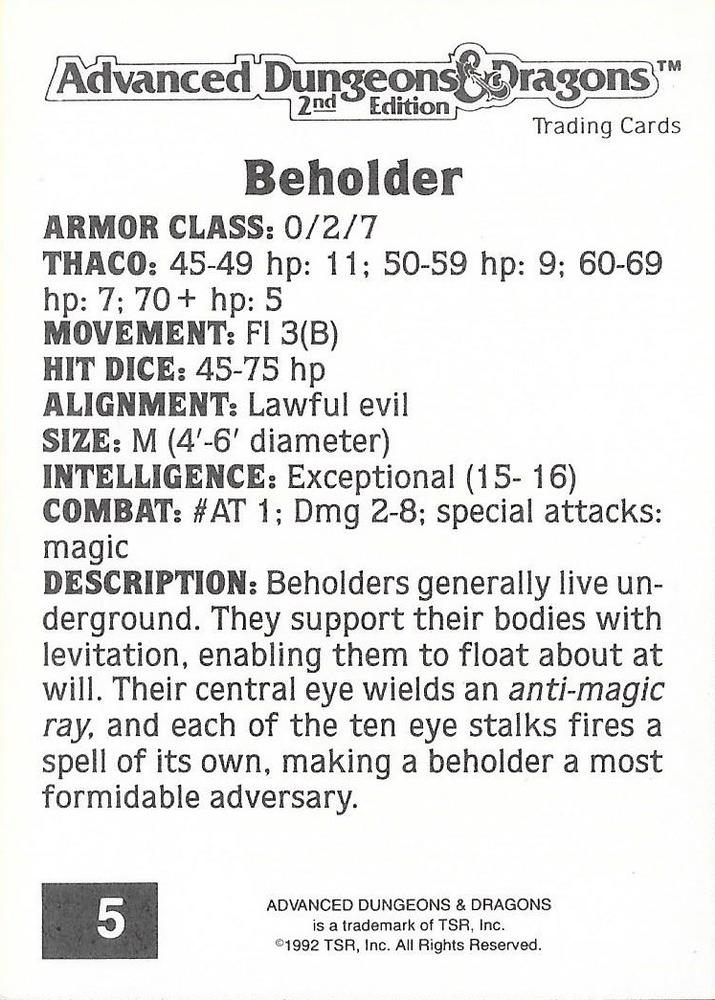 Advanced Dungeons & Dragons™
2nd Edition
Trading Cards
Beholder
ARMOR CLASS: 0/2/7
THACO: 45-49 hp: 11; 50-59 hp: 9; 60-69
hp: 7; 70+ hp: 5
MOVEMENT: Fl 3(B)
HIT DICE: 45-75 hp
ALIGNMENT: Lawful evil
SIZE: M (4'-6' diameter)
INTELLIGENCE: Exceptional (15- 16)
COMBAT: #AT 1; Dmg 2-8; special attacks:
magic
DESCRIPTION: Beholders generally live un-
derground. They support their bodies with
levitation, enabling them to float about at
will. Their central eye wields an anti-magic
ray, and each of the ten eye stalks fires a
spell of its own, making a beholder a most
formidable adversary.
5
ADVANCED DUNGEONS & DRAGONS
is a trademark of TSR, Inc.
©1992 TSR, Inc. All Rights Reserved.